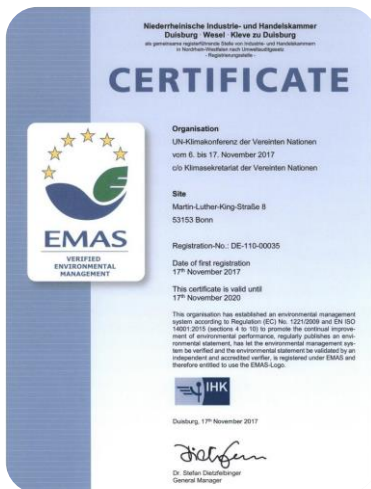 Niederrheinische Industrie- und Handelskammer
Duisburg · Wesel · Kleve zu Duisburg
als gemeinsame registerführende Stelle von Industrie- und Handelskammern
in Nordrhein-Westfalen nach Umweltauditgesetz
- Registrierungsstelle -
CERTIFICATE
Organisation
UN-Klimakonferenz der Vereinten Nationen
vom 6. bis 17. November 2017
c/o Klimasekretariat der Vereinten Nationen
Site
Martin-Luther-King-Straße 8
53153 Bonn
EMAS
VERIFIED
ENVIRONMENTAL
MANAGEMENT
Registration-No.: DE-110-00035
Date of first registration
17th November 2017
This certificate is valid until
17th November 2020
This organisation has established an environmental management
system according to Regulation (EC) No. 1221/2009 and EN ISO
14001:2015 (sections 4 to 10) to promote the continual improve-
ment of environmental performance, regularly publishes an envi-
ronmental statement, has let the environmental management sys-
tem be verified and the environmental statement be validated by an
independent and accredited verifier, is registered under EMAS and
therefore entitled to use the EMAS-Logo.
IHK
Duisburg, 17th November 2017
Dr. Stefan Dietzfelbinger
General Manager